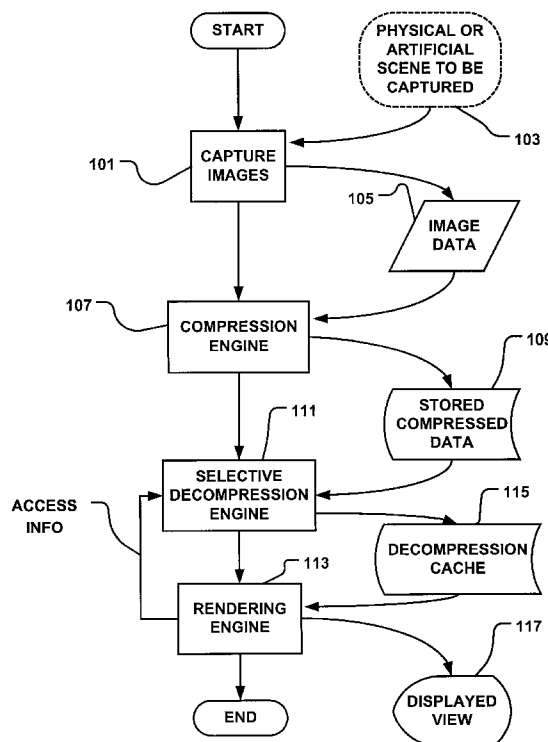 START
PHYSICAL OR
ARTIFICIAL
SCENE TO BE
CAPTURED
103
101
CAPTURE
IMAGES
105
IMAGE
DATA
107
COMPRESSION
ENGINE
109
STORED
COMPRESSED
DATA
111
SELECTIVE
DECOMPRESSION
ENGINE
ACCESS
INFO
115
DECOMPRESSION
CACHE
113
RENDERING
ENGINE
117
DISPLAYED
VIEW
END